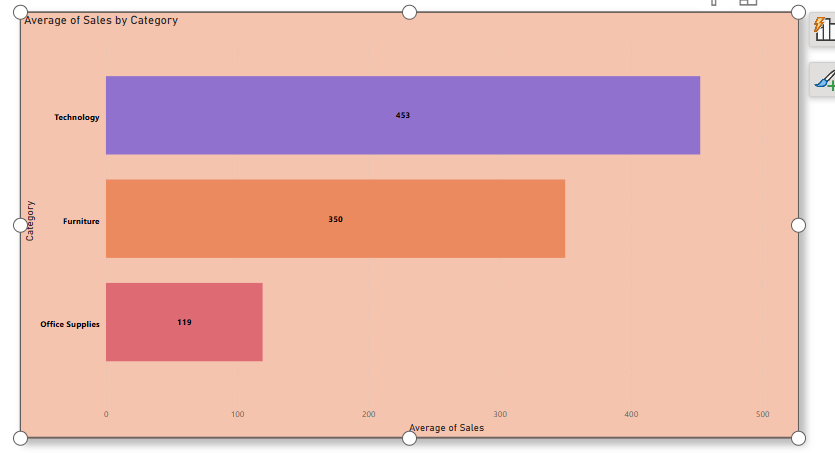 Average of Sales by Category
Category
Technology
453
Furniture
350
Office Supplies
119
0 100 200 300 400 500
Average of Sales